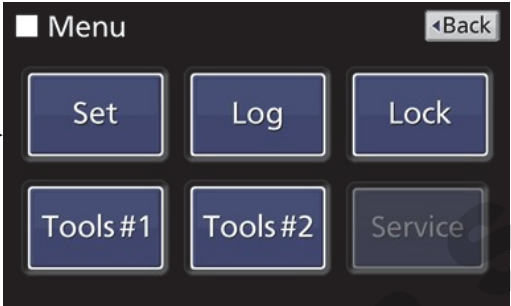 Menu
Back
Set
Log
Lock
Tools #1
Tools #2
Service